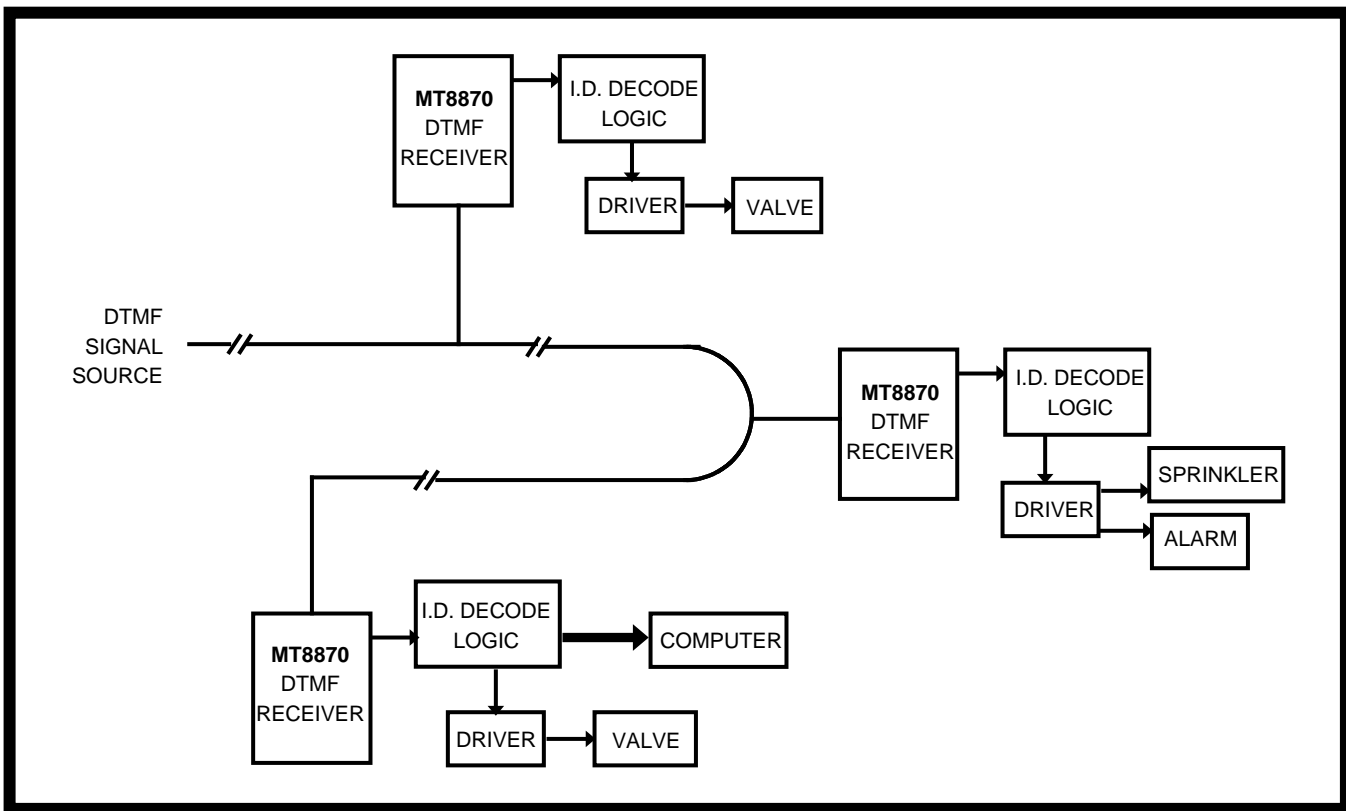 MT8870
DTMF
RECEIVER
I.D. DECODE
LOGIC
DRIVER
VALVE
DTMF
SIGNAL
SOURCE
MT8870
DTMF
RECEIVER
I.D. DECODE
LOGIC
DRIVER
SPRINKLER
ALARM
MT8870
DTMF
RECEIVER
I.D. DECODE
LOGIC
COMPUTER
DRIVER
VALVE